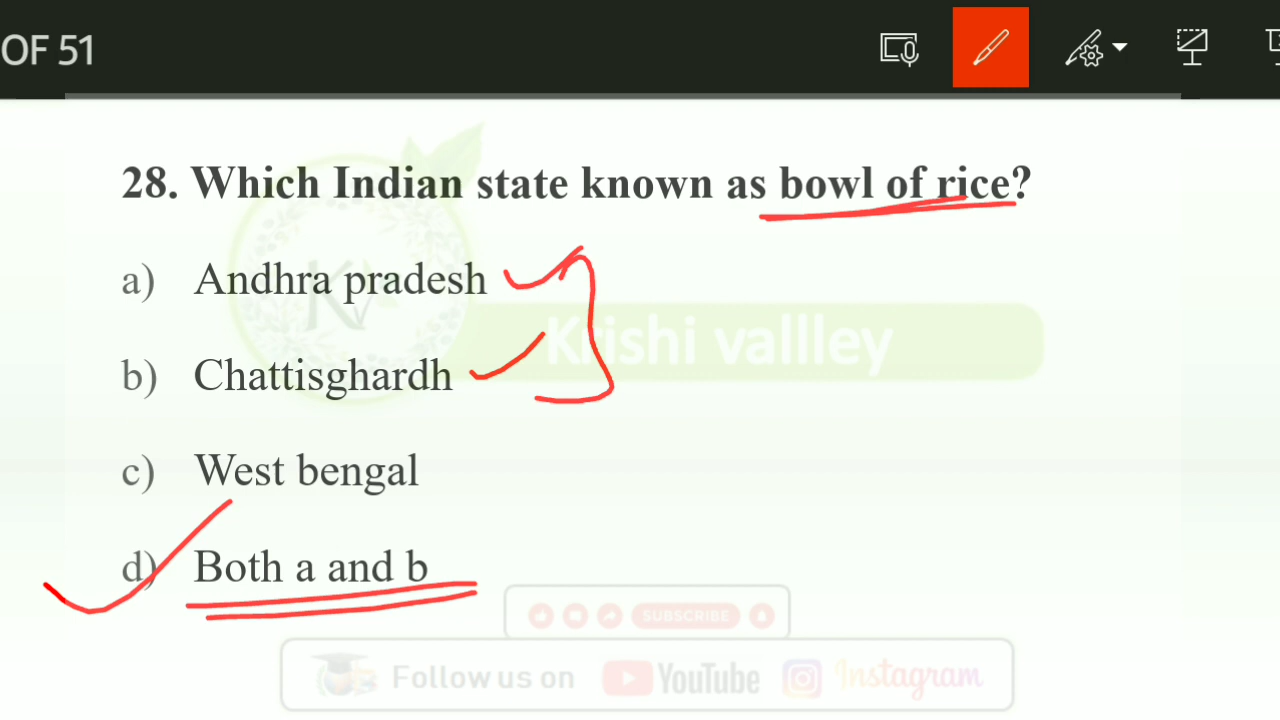 OF 51
28. Which Indian state known as bowl of rice?
a) Andhra pradesh
Krishi vallley
b) Chattisghardh
c) West bengal
d) Both a and b
SUBSCRIBE
Follow us on YouTube Instagram